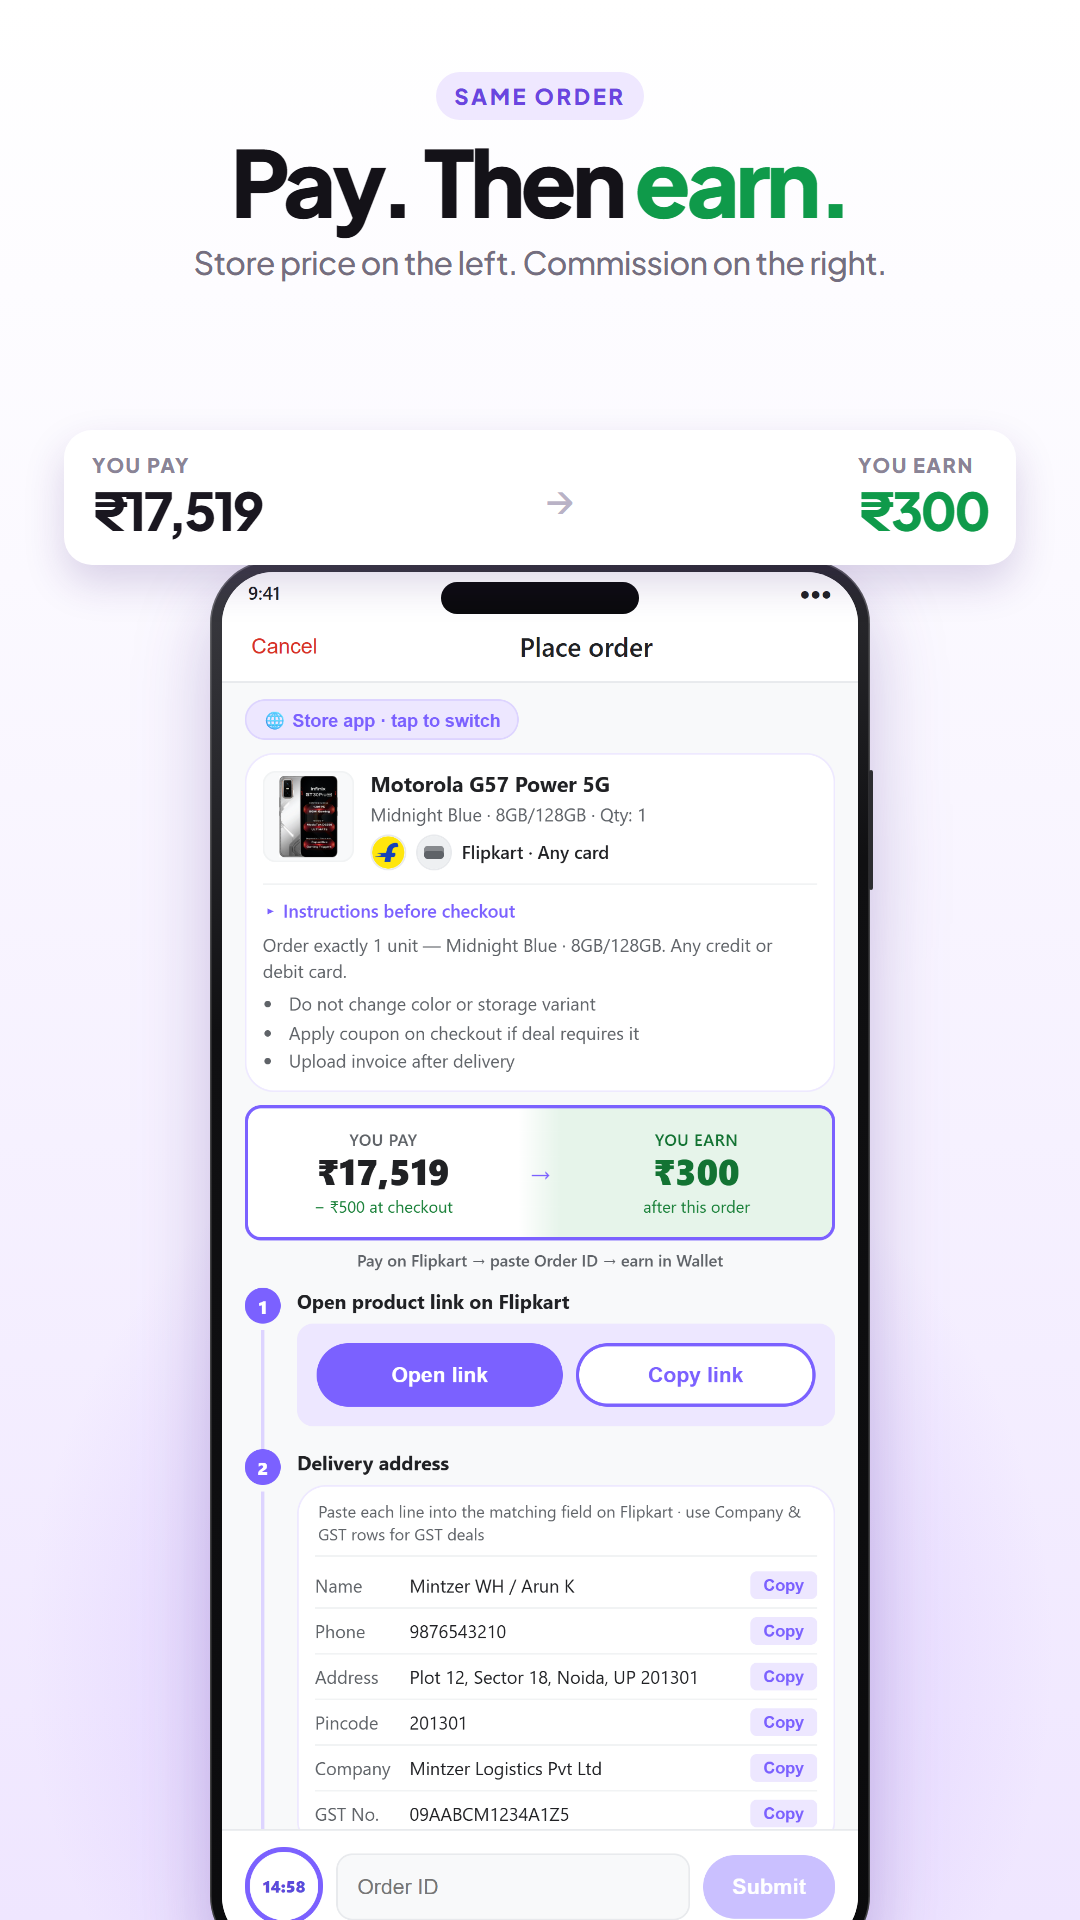 SAME ORDER
Pay. Then earn.
Store price on the left. Commission on the right.
YOU PAY
₹17,519
→
YOU EARN
₹300
9:41
Cancel
Place order
Store app · tap to switch
Motorola G57 Power 5G
Midnight Blue · 8GB/128GB · Qty: 1
Flipkart · Any card
Instructions before checkout
Order exactly 1 unit — Midnight Blue · 8GB/128GB. Any credit or
debit card.
• Do not change color or storage variant
• Apply coupon on checkout if deal requires it
• Upload invoice after delivery
YOU PAY
₹17,519
− ₹500 at checkout
→
YOU EARN
₹300
after this order
Pay on Flipkart → paste Order ID → earn in Wallet
1 Open product link on Flipkart
Open link Copy link
2 Delivery address
Paste each line into the matching field on Flipkart · use Company &
GST rows for GST deals
Name Mintzer WH / Arun K Copy
Phone 9876543210 Copy
Address Plot 12, Sector 18, Noida, UP 201301 Copy
Pincode 201301 Copy
Company Mintzer Logistics Pvt Ltd Copy
GST No. 09AABCM1234A1Z5 Copy
14:58 Order ID Submit